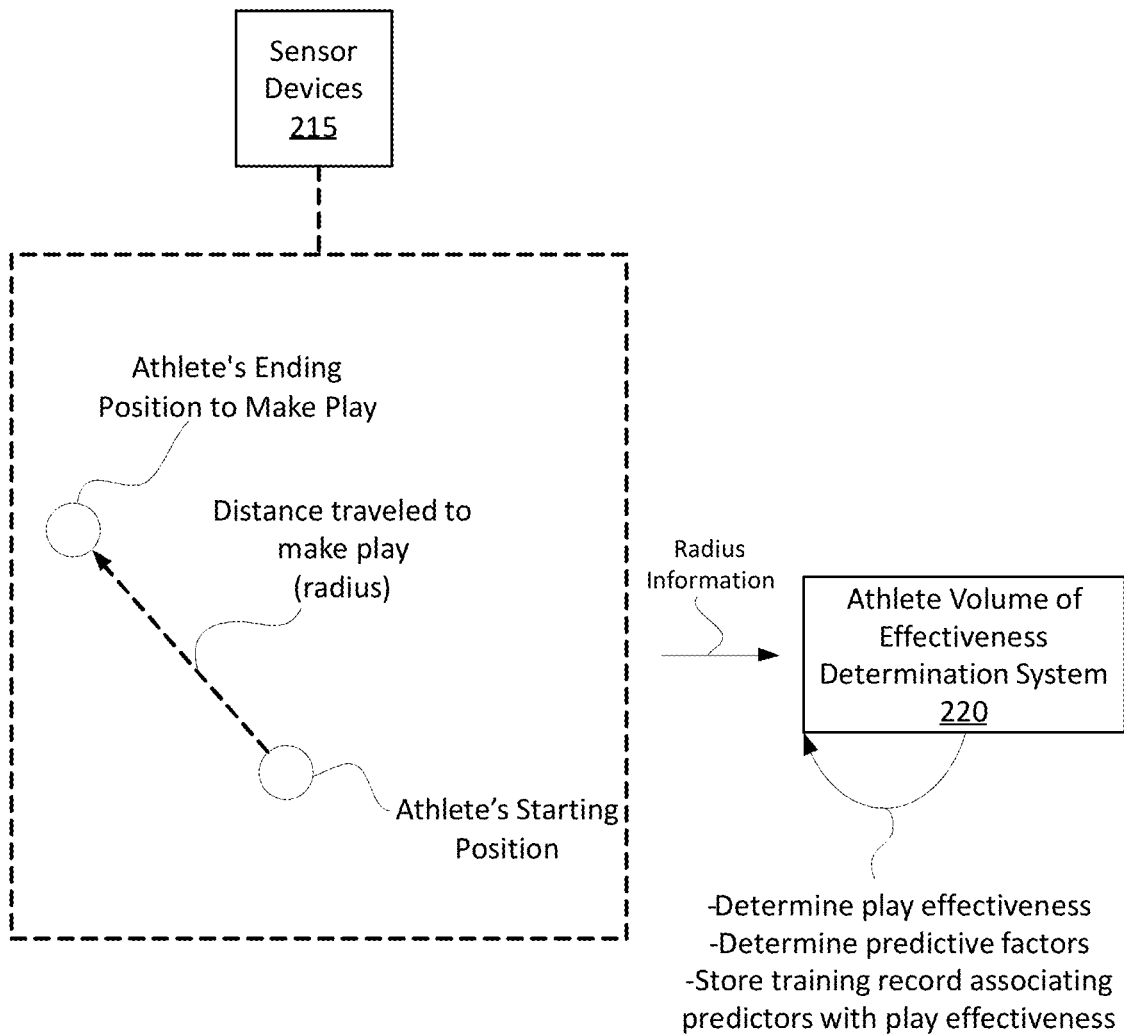 Sensor
Devices
215
Athlete's Ending
Position to Make Play
Distance traveled to
make play
(radius)
Athlete’s Starting
Position
Radius
Information
Athlete Volume of
Effectiveness
Determination System
220
-Determine play effectiveness
-Determine predictive factors
-Store training record associating
predictors with play effectiveness